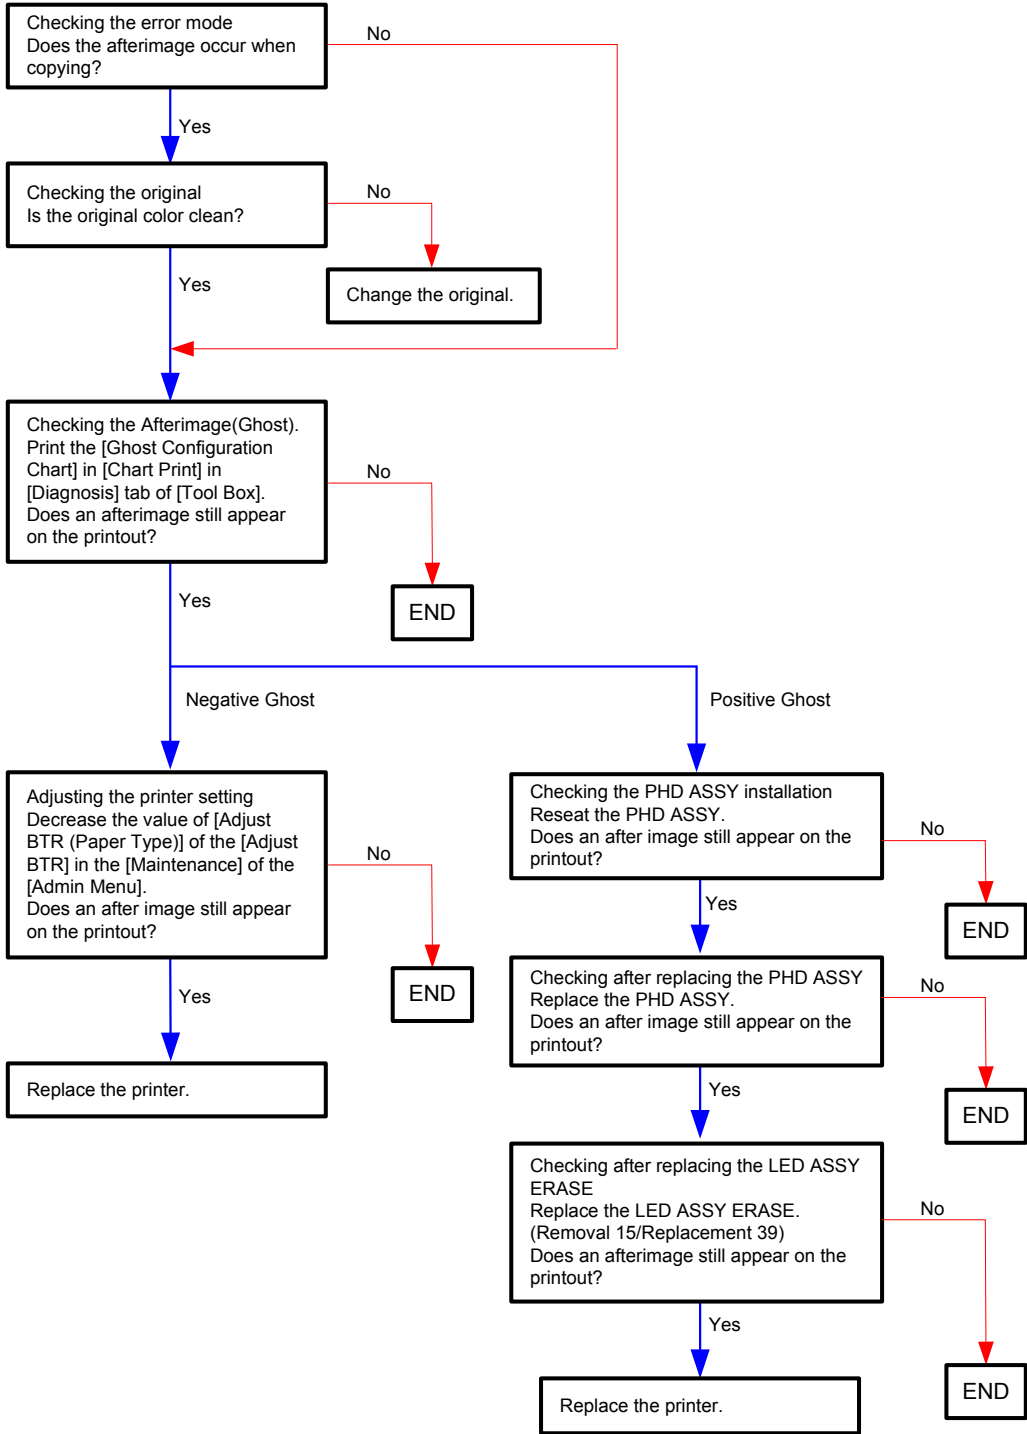 Checking the error mode
Does the afterimage occur when
copying?
No
Yes
Checking the original
Is the original color clean?
No
Yes
Change the original.
Checking the Afterimage(Ghost).
Print the [Ghost Configuration
Chart] in [Chart Print] in
[Diagnosis] tab of [Tool Box].
Does an afterimage still appear
on the printout?
No
Yes
END
Negative Ghost
Positive Ghost
Adjusting the printer setting
Decrease the value of [Adjust
BTR (Paper Type)] of the [Adjust
BTR] in the [Maintenance] of the
[Admin Menu].
Does an after image still appear
on the printout?
No
Yes
END
Replace the printer.
Checking the PHD ASSY installation
Reseat the PHD ASSY.
Does an after image still appear on the
printout?
No
Yes
END
Checking after replacing the PHD ASSY
Replace the PHD ASSY.
Does an after image still appear on the
printout?
No
Yes
END
Checking after replacing the LED ASSY
ERASE
Replace the LED ASSY ERASE.
(Removal 15/Replacement 39)
Does an afterimage still appear on the
printout?
No
Yes
END
Replace the printer.